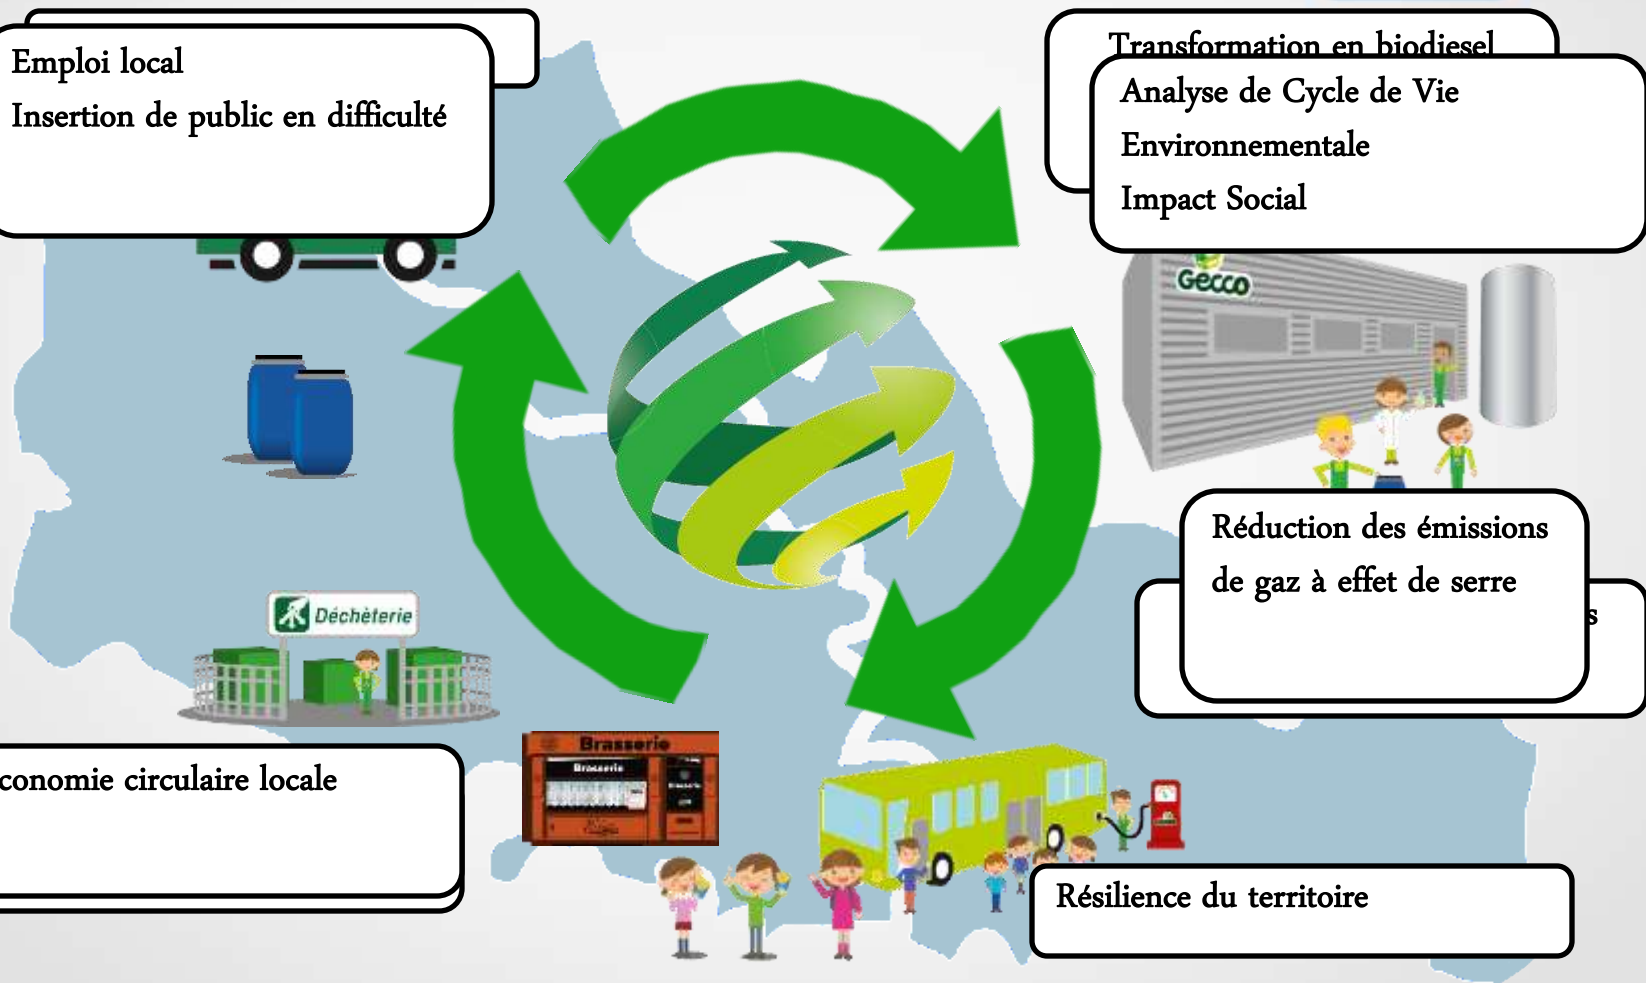 Emploi local
Insertion de public en difficulté
Transformation en biodiesel
Analyse de Cycle de Vie
Environnementale
Impact Social
Gecco
Réduction des émissions
de gaz à effet de serre
s
Déchèterie
Brasserie
Brasserie
conomie circulaire locale
Résilience du territoire